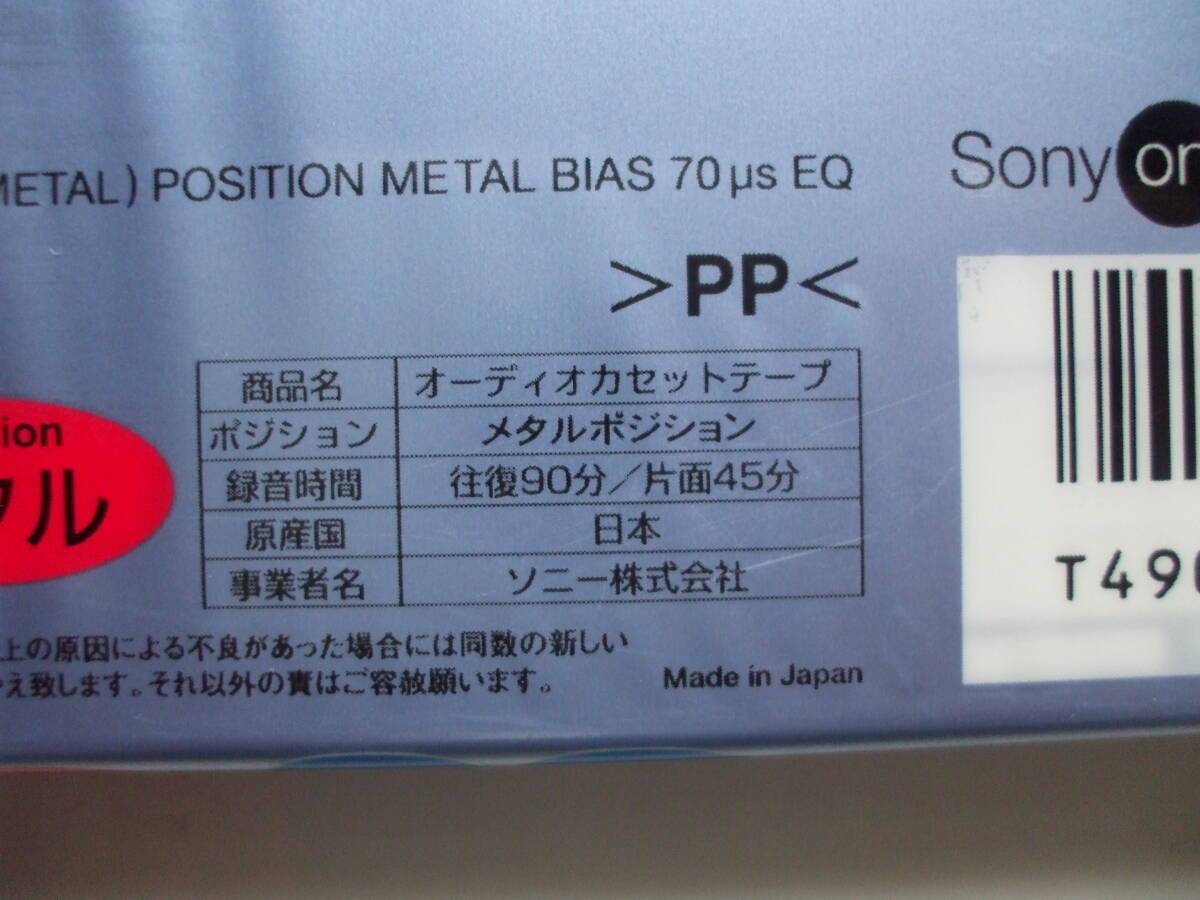 METAL) POSITION METAL BIAS 70 µs EQ
Sony on
>PP<
商品名 オーディオカセットテープ
ポジション メタルポジション
録音時間 往復90分/片面45分
原産国 日本
事業者名 ソニー株式会社
ion
タル
T490
上の原因による不良があった場合には同数の新しい
え致します。それ以外の責はご容赦願います。
Made in Japan